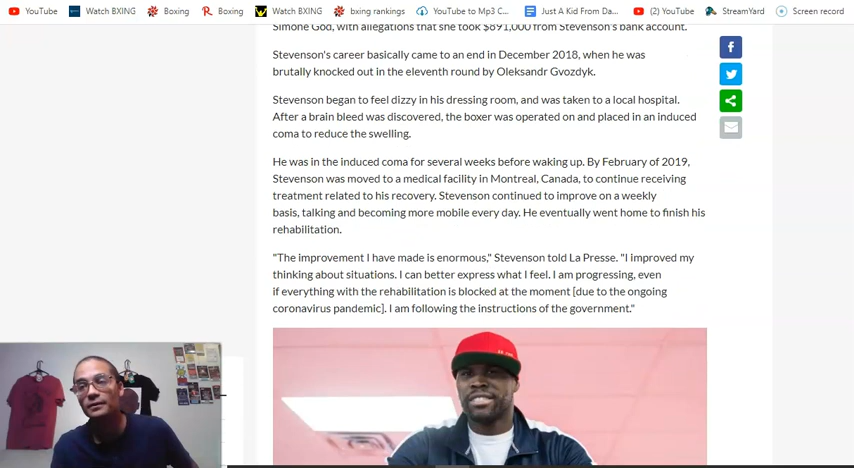 YouTube Watch BXING Boxing Boxing Watch BXING bxing rankings YouTube to Mp3 C... Just A Kid From Da... (2) YouTube StreamYard Screen record
Simone God, with allegations that she took $891,000 from Stevenson's bank account.
Stevenson's career basically came to an end in December 2018, when he was
brutally knocked out in the eleventh round by Oleksandr Gvozdyk.
Stevenson began to feel dizzy in his dressing room, and was taken to a local hospital.
After a brain bleed was discovered, the boxer was operated on and placed in an induced
coma to reduce the swelling.
He was in the induced coma for several weeks before waking up. By February of 2019,
Stevenson was moved to a medical facility in Montreal, Canada, to continue receiving
treatment related to his recovery. Stevenson continued to improve on a weekly
basis, talking and becoming more mobile every day. He eventually went home to finish his
rehabilitation.
"The improvement I have made is enormous," Stevenson told La Presse. "I improved my
thinking about situations. I can better express what I feel. I am progressing, even
if everything with the rehabilitation is blocked at the moment [due to the ongoing
coronavirus pandemic]. I am following the instructions of the government."